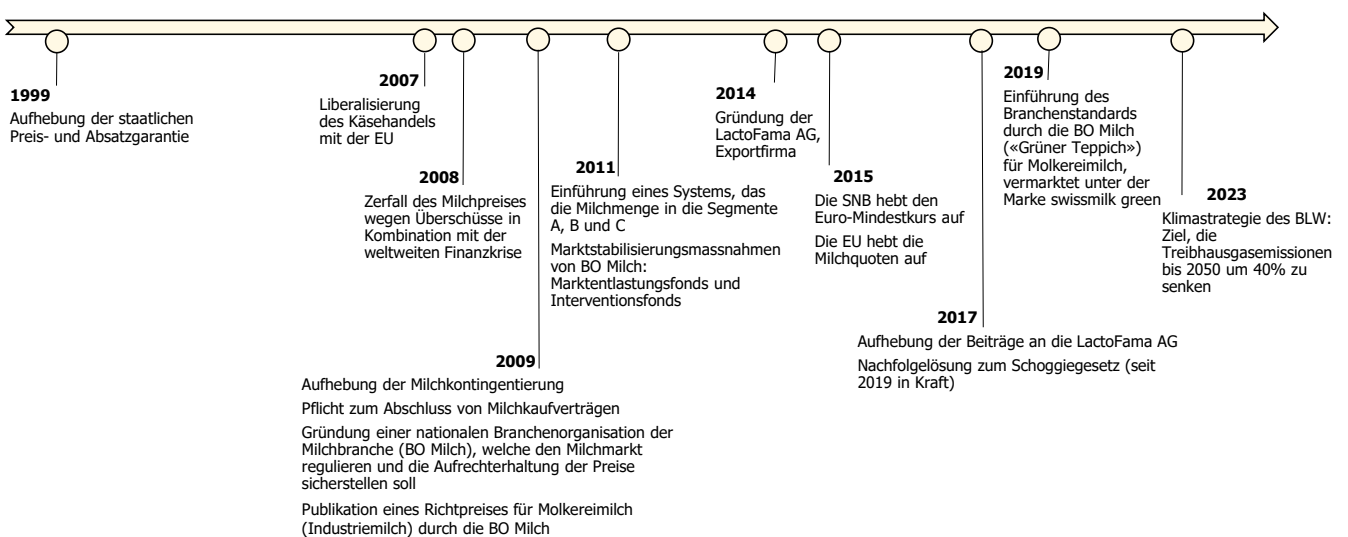 1999
Aufhebung der staatlichen
Preis- und Absatzgarantie
2007
Liberalisierung
des Käsehandels
mit der EU
2008
Zerfall des Milchpreises
wegen Überschüsse in
Kombination mit der
weltweiten Finanzkrise
2009
Aufhebung der Milchkontingentierung
Pflicht zum Abschluss von Milchkaufverträgen
Gründung einer nationalen Branchenorganisation der
Milchbranche (BO Milch), welche den Milchmarkt
regulieren und die Aufrechterhaltung der Preise
sicherstellen soll
Publikation eines Richtpreises für Molkereimilch
(Industriemilch) durch die BO Milch
2011
Einführung eines Systems, das
die Milchmenge in die Segmente
A, B und C
Marktstabilisierungsmassnahmen
von BO Milch:
Marktentlastungsfonds und
Interventionsfonds
2014
Gründung der
LactoFama AG,
Exportfirma
2015
Die SNB hebt den
Euro-Mindestkurs auf
Die EU hebt die
Milchquoten auf
2017
Aufhebung der Beiträge an die LactoFama AG
Nachfolgelösung zum Schoggiegesetz (seit
2019 in Kraft)
2019
Einführung des
Branchenstandards
durch die BO Milch
(«Grüner Teppich»)
für Molkereimilch,
vermarktet unter der
Marke swissmilk green
2023
Klimastrategie des BLW:
Ziel, die
Treibhausgasemissionen
bis 2050 um 40% zu
senken